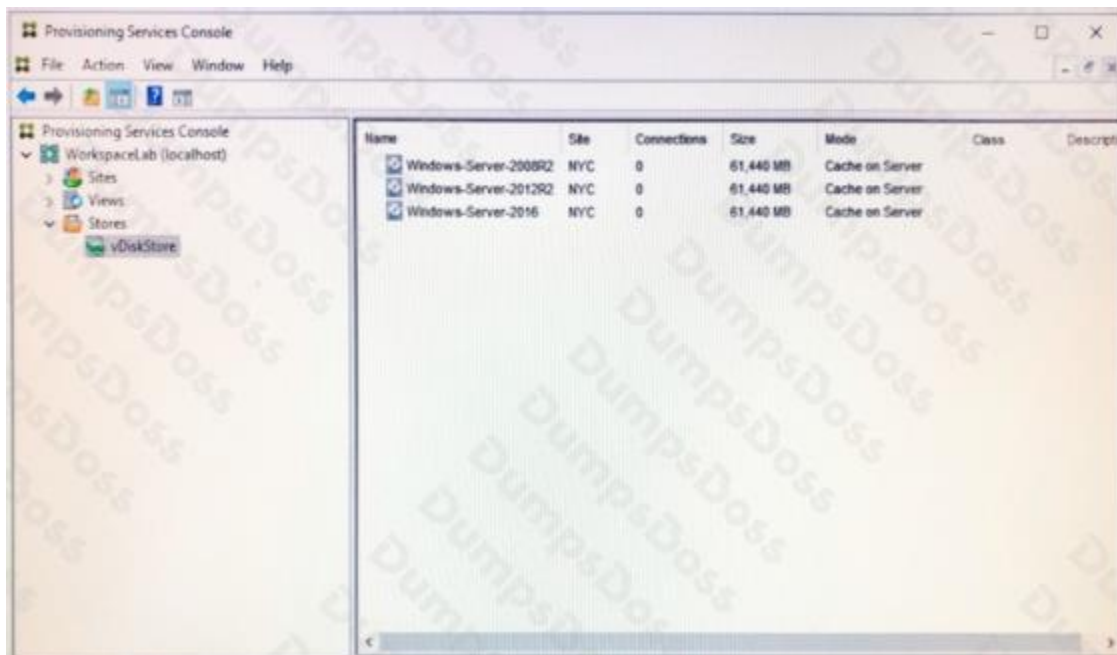 Provisioning Services Console
File Action View Window Help
Provisioning Services Console
WorkspaceLab (localhost)
Sites
Views
Stores
vDiskStore
Name Site Connections Size Mode Class Descript
Windows-Server-2008R2 NYC 0 61,440 MB Cache on Server
Windows-Server-2012R2 NYC 0 61,440 MB Cache on Server
Windows-Server-2016 NYC 0 61,440 MB Cache on Server
DumpsDoss